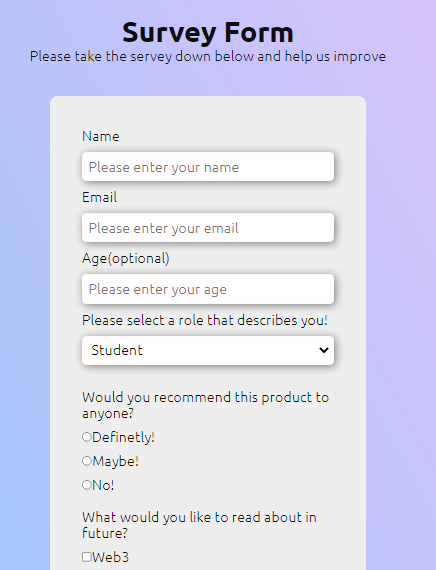 Survey Form
Please take the servey down below and help us improve
Name
Please enter your name
Email
Please enter your email
Age(optional)
Please enter your age
Please select a role that describes you!
Student
Would you recommend this product to
anyone?
Definetly!
Maybe!
No!
What would you like to read about in
future?
Web3